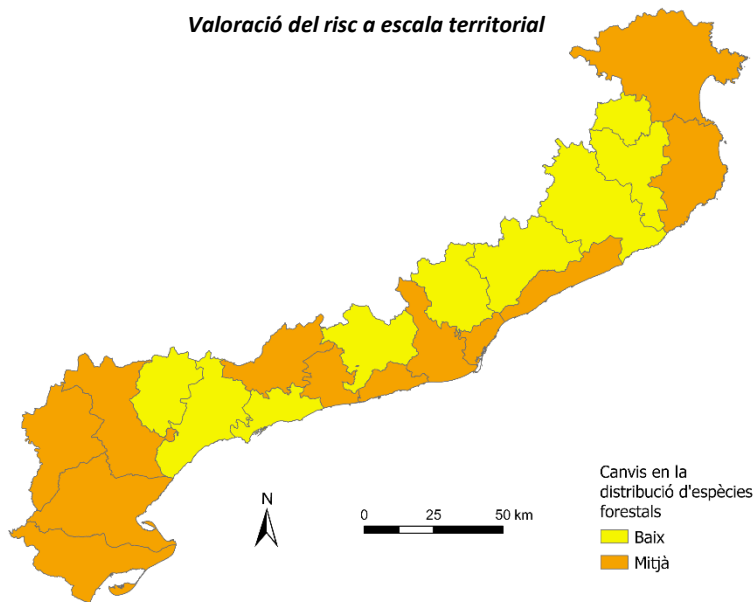 Valoració del risc a escala territorial
N
0 25 50 km
Canvis en la
distribució d'espècies
forestals
Baix
Mitjà